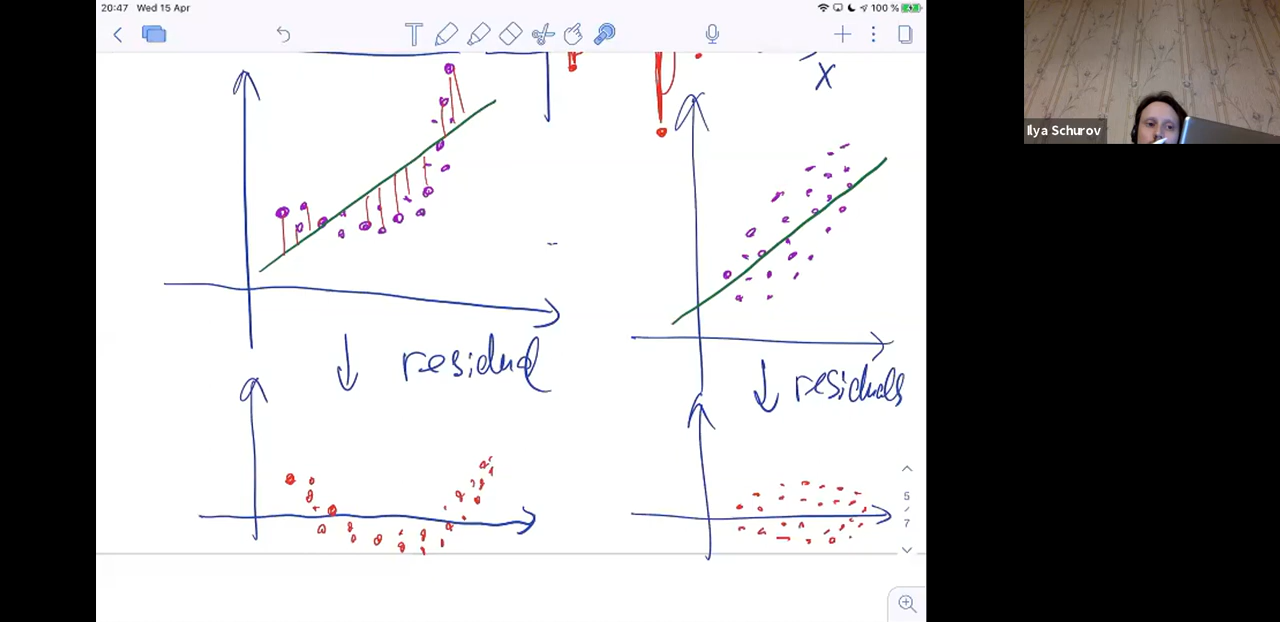 20:47 Wed 15 Apr
100 %
T
x
Ilya Schurov
residual
residuals
5
7